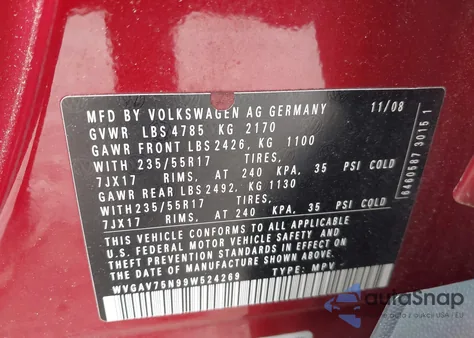 MFD BY VOLKSWAGEN AG GERMANY 11/08
GVWR LBS 4785 KG 2170
GAWR FRONT LBS 2426, KG 1100
WITH 235/55R17 TIRES,
7JX17 RIMS, AT 240 KPA, 35 PSI COLD
GAWR REAR LBS 2492, KG 1130
WITH 235/55R17 TIRES,
7JX17 RIMS, AT 240 KPA, 35 PSI COLD
THIS VEHICLE CONFORMS TO ALL APPLICABLE
U.S. FEDERAL MOTOR VEHICLE SAFETY AND
THEFT PREVENTION STANDARDS IN EFFECT ON THE
DATE OF MANUFACTURE SHOWN ABOVE.
WVGAV75N99W524269 TYPE: MPV
autoSnap